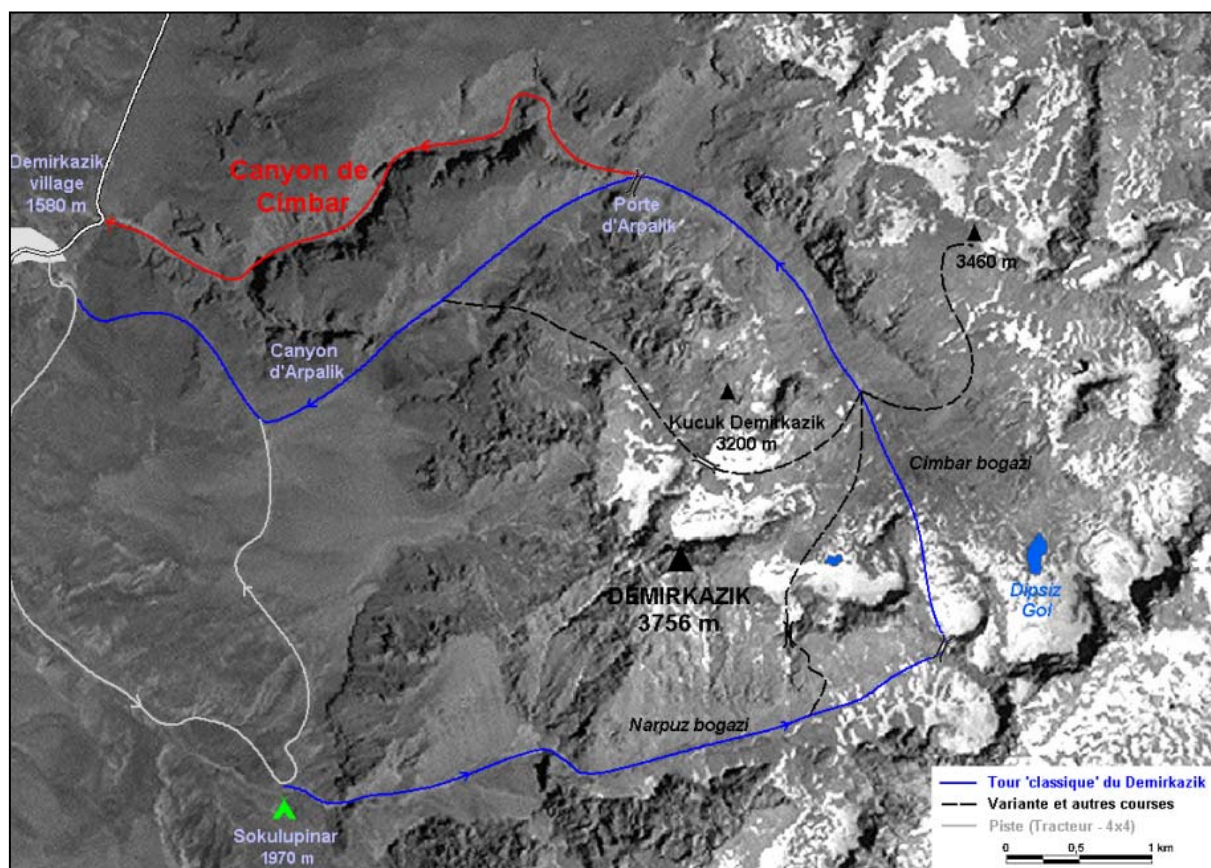 Demirkazik
village
1580 m
Canyon de
Cimbar
Porte
d'Arpalik
3460 m
Canyon
d'Arpalik
Kucuk Demirkazik
3200 m
Cimbar bogazi
DEMIRKAZIK
3756 m
Dipsiz
Gol
Narpuz bogazi
Sokulupinar
1970 m
Tour 'classique' du Demirkazik
Variante et autres courses
Piste (Tracteur - 4x4)
0 0,5 1 km